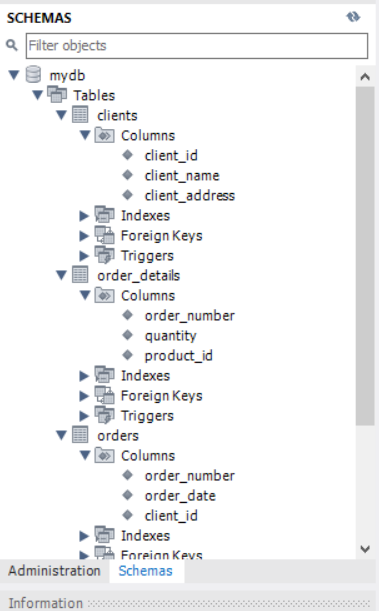 SCHEMAS
Filter objects
mydb
Tables
clients
Columns
client_id
client_name
client_address
Indexes
Foreign Keys
Triggers
order_details
Columns
order_number
quantity
product_id
Indexes
Foreign Keys
Triggers
orders
Columns
order_number
order_date
client_id
Indexes
Foreign Keys
Administration Schemas
Information